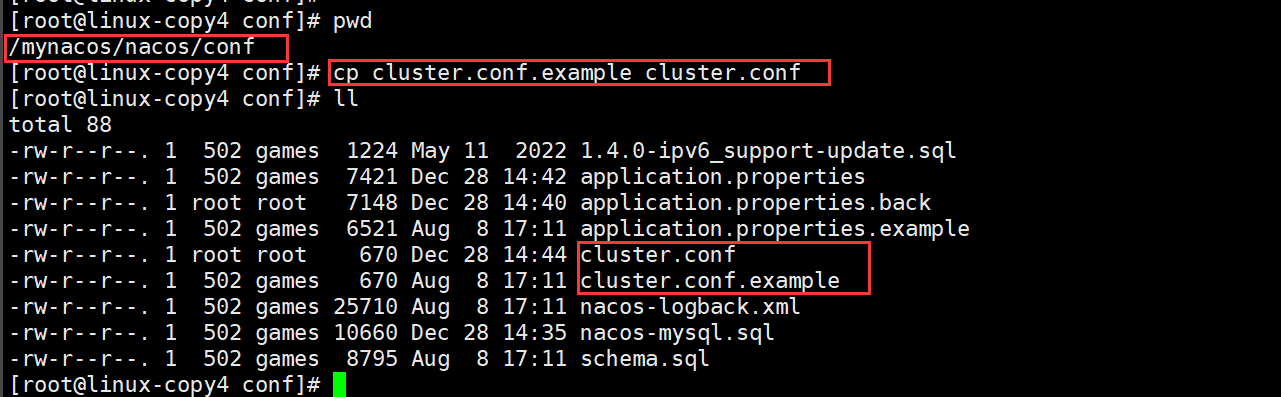 [root@linux-copy4 conf]# pwd
/mynacos/nacos/conf
[root@linux-copy4 conf]# cp cluster.conf.example cluster.conf
[root@linux-copy4 conf]# ll
total 88
-rw-r--r--. 1  502 games  1224 May 11  2022 1.4.0-ipv6_support-update.sql
-rw-r--r--. 1  502 games  7421 Dec 28 14:42 application.properties
-rw-r--r--. 1 root root   7148 Dec 28 14:40 application.properties.back
-rw-r--r--. 1  502 games  6521 Aug  8 17:11 application.properties.example
-rw-r--r--. 1 root root    670 Dec 28 14:44 cluster.conf
-rw-r--r--. 1  502 games   670 Aug  8 17:11 cluster.conf.example
-rw-r--r--. 1  502 games 25710 Aug  8 17:11 nacos-logback.xml
-rw-r--r--. 1  502 games 10660 Dec 28 14:35 nacos-mysql.sql
-rw-r--r--. 1  502 games  8795 Aug  8 17:11 schema.sql
[root@linux-copy4 conf]#